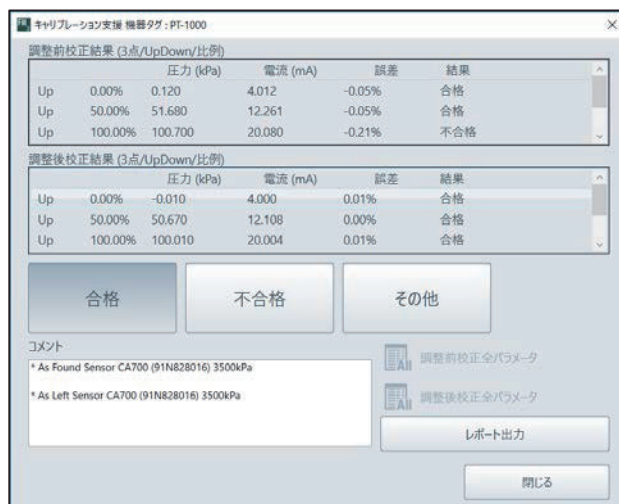 キャリブレーション支援 機器タグ : PT-1000
調整前校正結果 (3点/UpDown/比例)
圧力 (kPa) 電流 (mA) 誤差 結果
Up 0.00% 0.120 4.012 -0.05% 合格
Up 50.00% 51.680 12.261 -0.05% 合格
Up 100.00% 100.700 20.080 -0.21% 不合格
調整後校正結果 (3点/UpDown/比例)
圧力 (kPa) 電流 (mA) 誤差 結果
Up 0.00% -0.010 4.000 0.01% 合格
Up 50.00% 50.670 12.108 0.00% 合格
Up 100.00% 100.010 20.004 0.01% 合格
合格 不合格 その他
コメント
* As Found Sensor CA700 (91N828016) 3500kPa
* As Left Sensor CA700 (91N828016) 3500kPa
All 調整前校正全パラメータ
All 調整後校正全パラメータ
レポート出力
閉じる